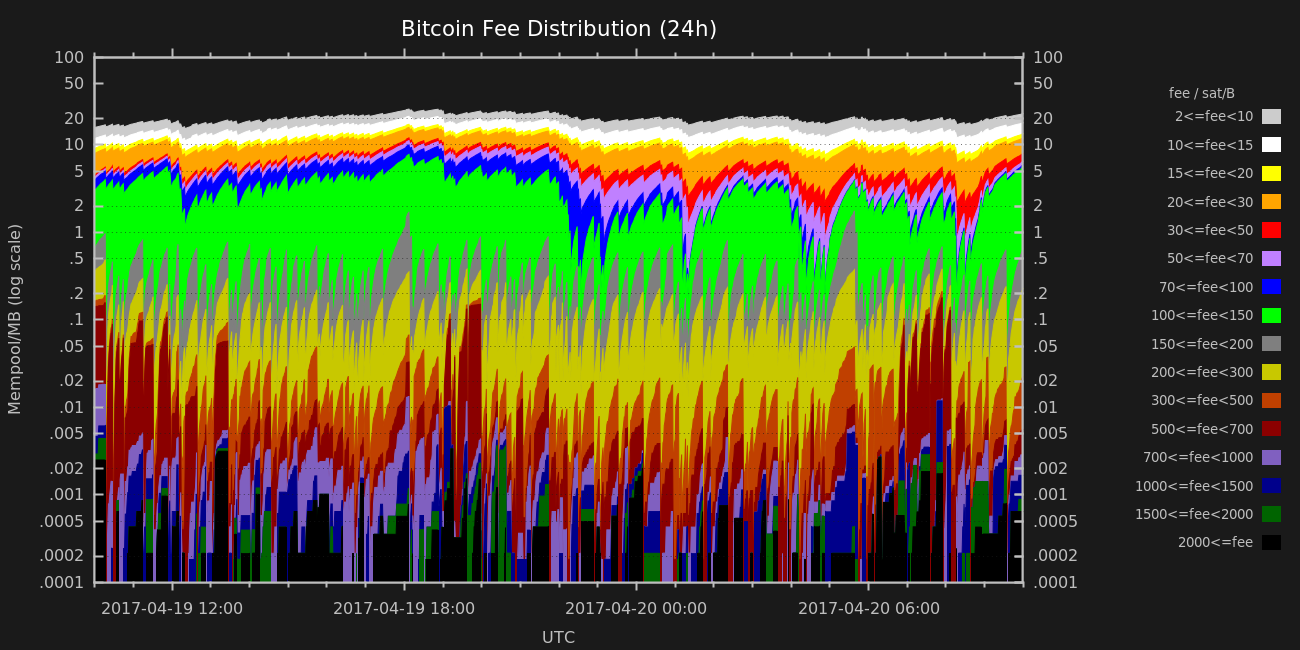 Bitcoin Fee Distribution (24h)
100
50
20
10
5
2
1
.5
.2
.1
.05
.02
.01
.005
.002
.001
.0005
.0002
.0001
Mempool/MB (log scale)
100
50
20
10
5
2
1
.5
.2
.1
.05
.02
.01
.005
.002
.001
.0005
.0002
.0001
2017-04-19 12:00
2017-04-19 18:00
2017-04-20 00:00
2017-04-20 06:00
UTC
fee / sat/B
2<=fee<10
10<=fee<15
15<=fee<20
20<=fee<30
30<=fee<50
50<=fee<70
70<=fee<100
100<=fee<150
150<=fee<200
200<=fee<300
300<=fee<500
500<=fee<700
700<=fee<1000
1000<=fee<1500
1500<=fee<2000
2000<=fee